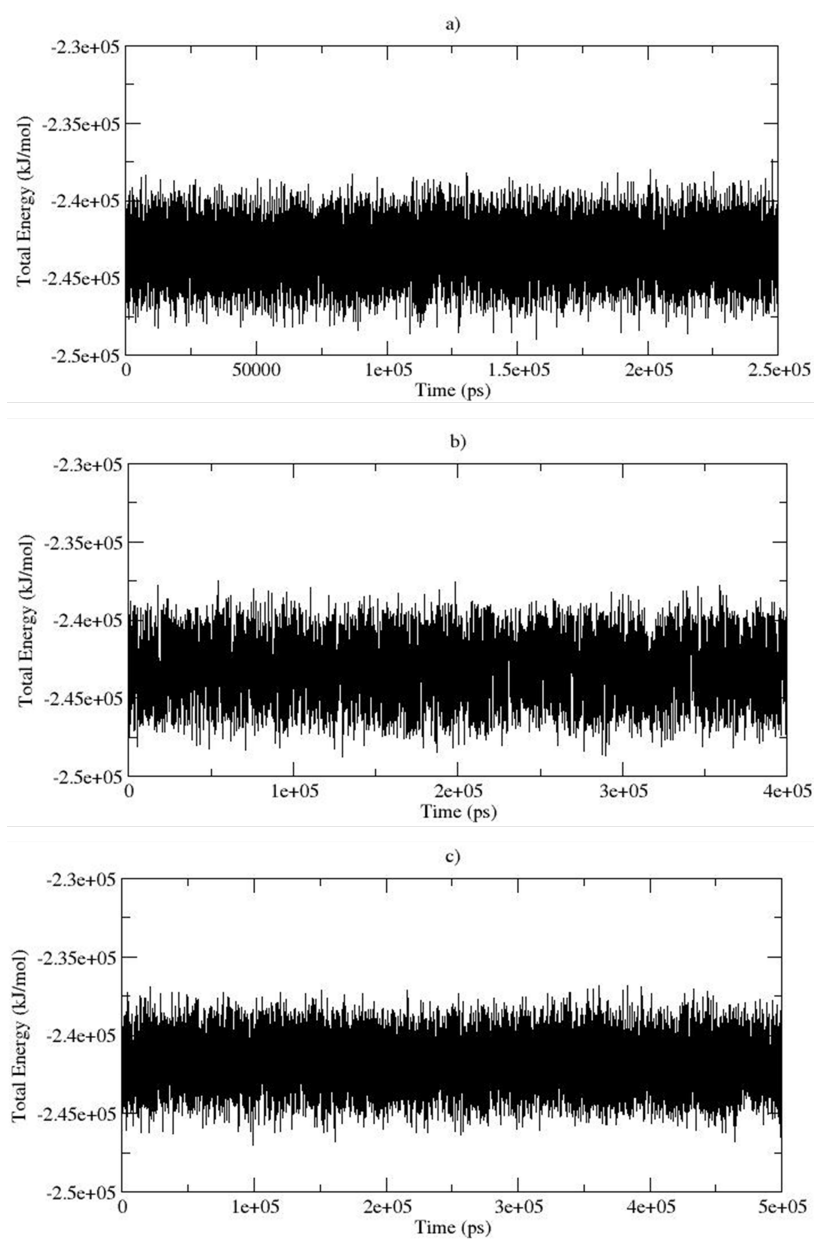 a)
-2.3e+05
-2.35e+05
-2.4e+05
-2.45e+05
-2.5e+05
Total Energy (kJ/mol)
0 50000 1e+05 1.5e+05 2e+05 2.5e+05
Time (ps)
b)
-2.3e+05
-2.35e+05
-2.4e+05
-2.45e+05
-2.5e+05
Total Energy (kJ/mol)
0 1e+05 2e+05 3e+05 4e+05
Time (ps)
c)
-2.3e+05
-2.35e+05
-2.4e+05
-2.45e+05
-2.5e+05
Total Energy (kJ/mol)
0 1e+05 2e+05 3e+05 4e+05 5e+05
Time (ps)